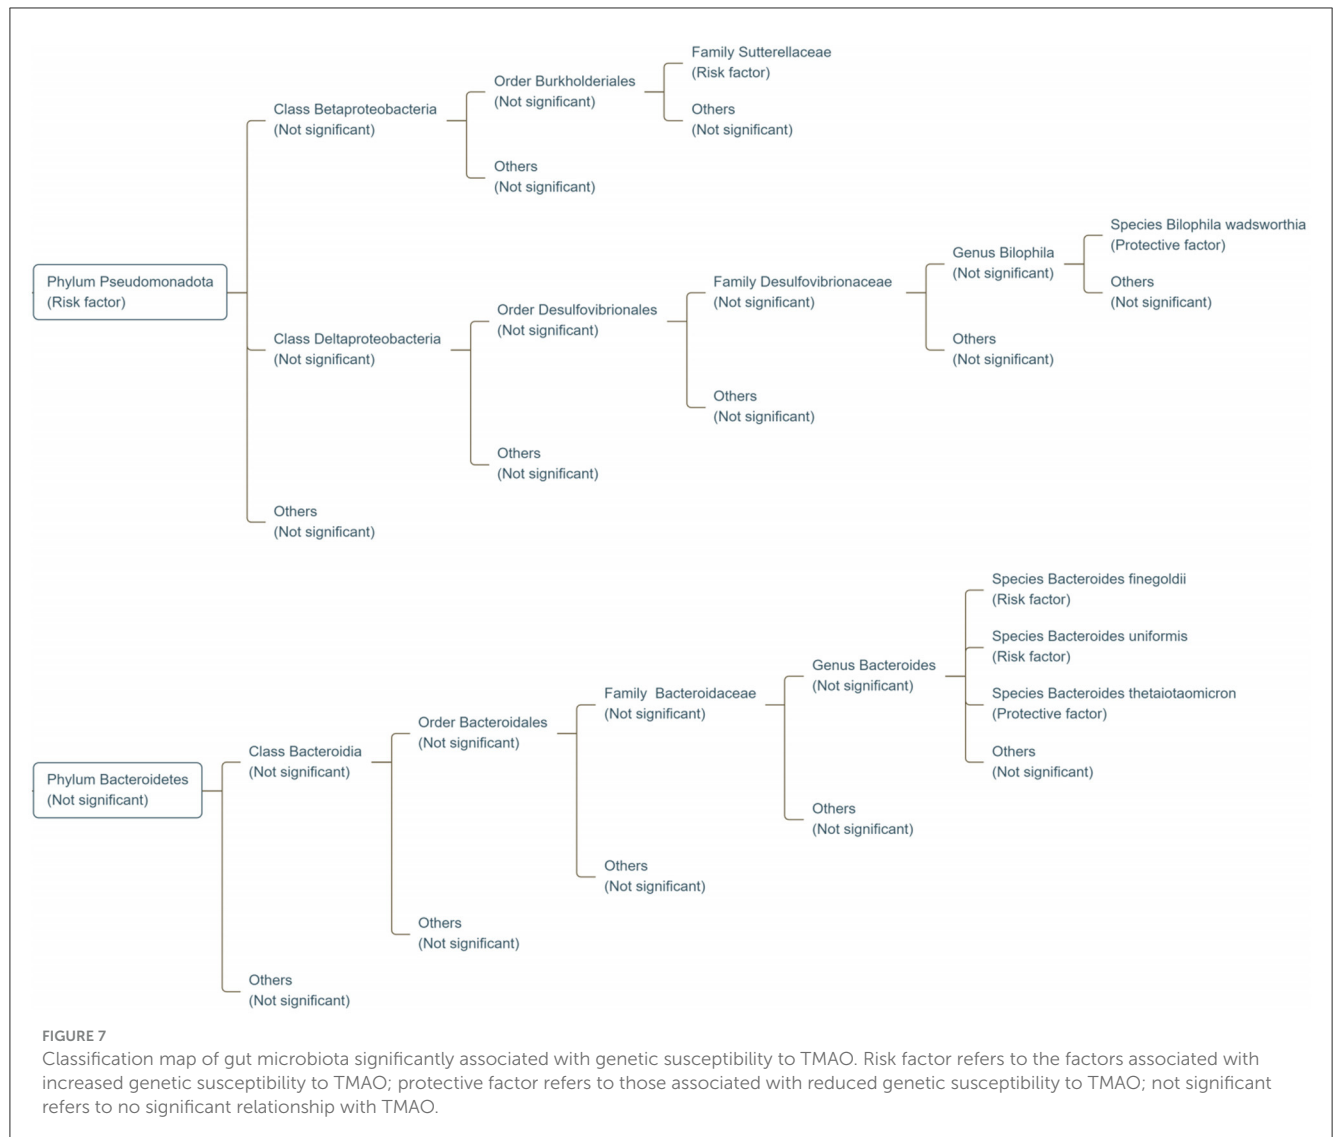 Family Sutterellaceae
(Risk factor)
Order Burkholderiales
(Not significant)
Others
(Not significant)
Class Betaproteobacteria
(Not significant)
Others
(Not significant)
Species Bilophila wadsworthia
(Protective factor)
Genus Bilophila
(Not significant)
Others
(Not significant)
Family Desulfovibrionaceae
(Not significant)
Phylum Pseudomonadota
(Risk factor)
Order Desulfovibrionales
(Not significant)
Others
(Not significant)
Class Deltaproteobacteria
(Not significant)
Others
(Not significant)
Others
(Not significant)
Others
(Not significant)
Species Bacteroides finegoldii
(Risk factor)
Species Bacteroides uniformis
(Risk factor)
Genus Bacteroides
(Not significant)
Species Bacteroides thetaiotaomicron
(Protective factor)
Family  Bacteroidaceae
(Not significant)
Order Bacteroidales
(Not significant)
Others
(Not significant)
Class Bacteroidia
(Not significant)
Phylum Bacteroidetes
(Not significant)
Others
(Not significant)
Others
(Not significant)
Others
(Not significant)
Others
(Not significant)
FIGURE 7
Classification map of gut microbiota significantly associated with genetic susceptibility to TMAO. Risk factor refers to the factors associated with
increased genetic susceptibility to TMAO; protective factor refers to those associated with reduced genetic susceptibility to TMAO; not significant
refers to no significant relationship with TMAO.